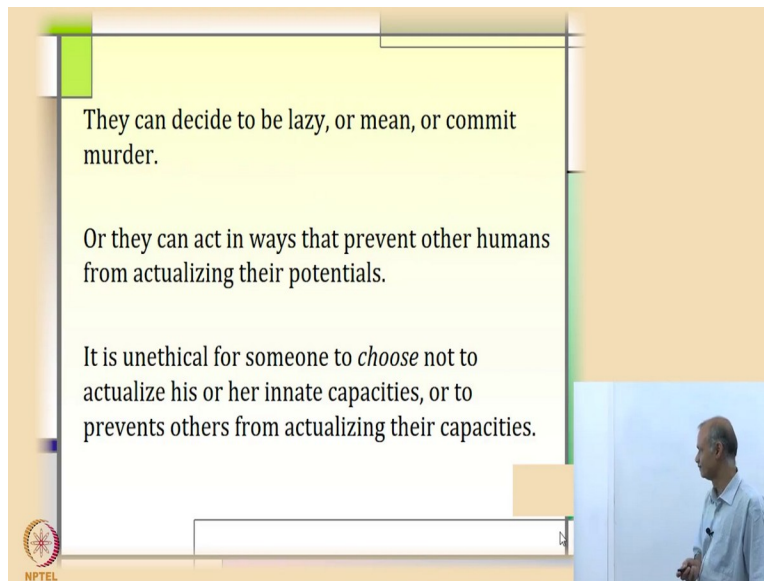 They can decide to be lazy, or mean, or commit
murder.
Or they can act in ways that prevent other humans
from actualizing their potentials.
It is unethical for someone to choose not to
actualize his or her innate capacities, or to
prevents others from actualizing their capacities.
NPTEL